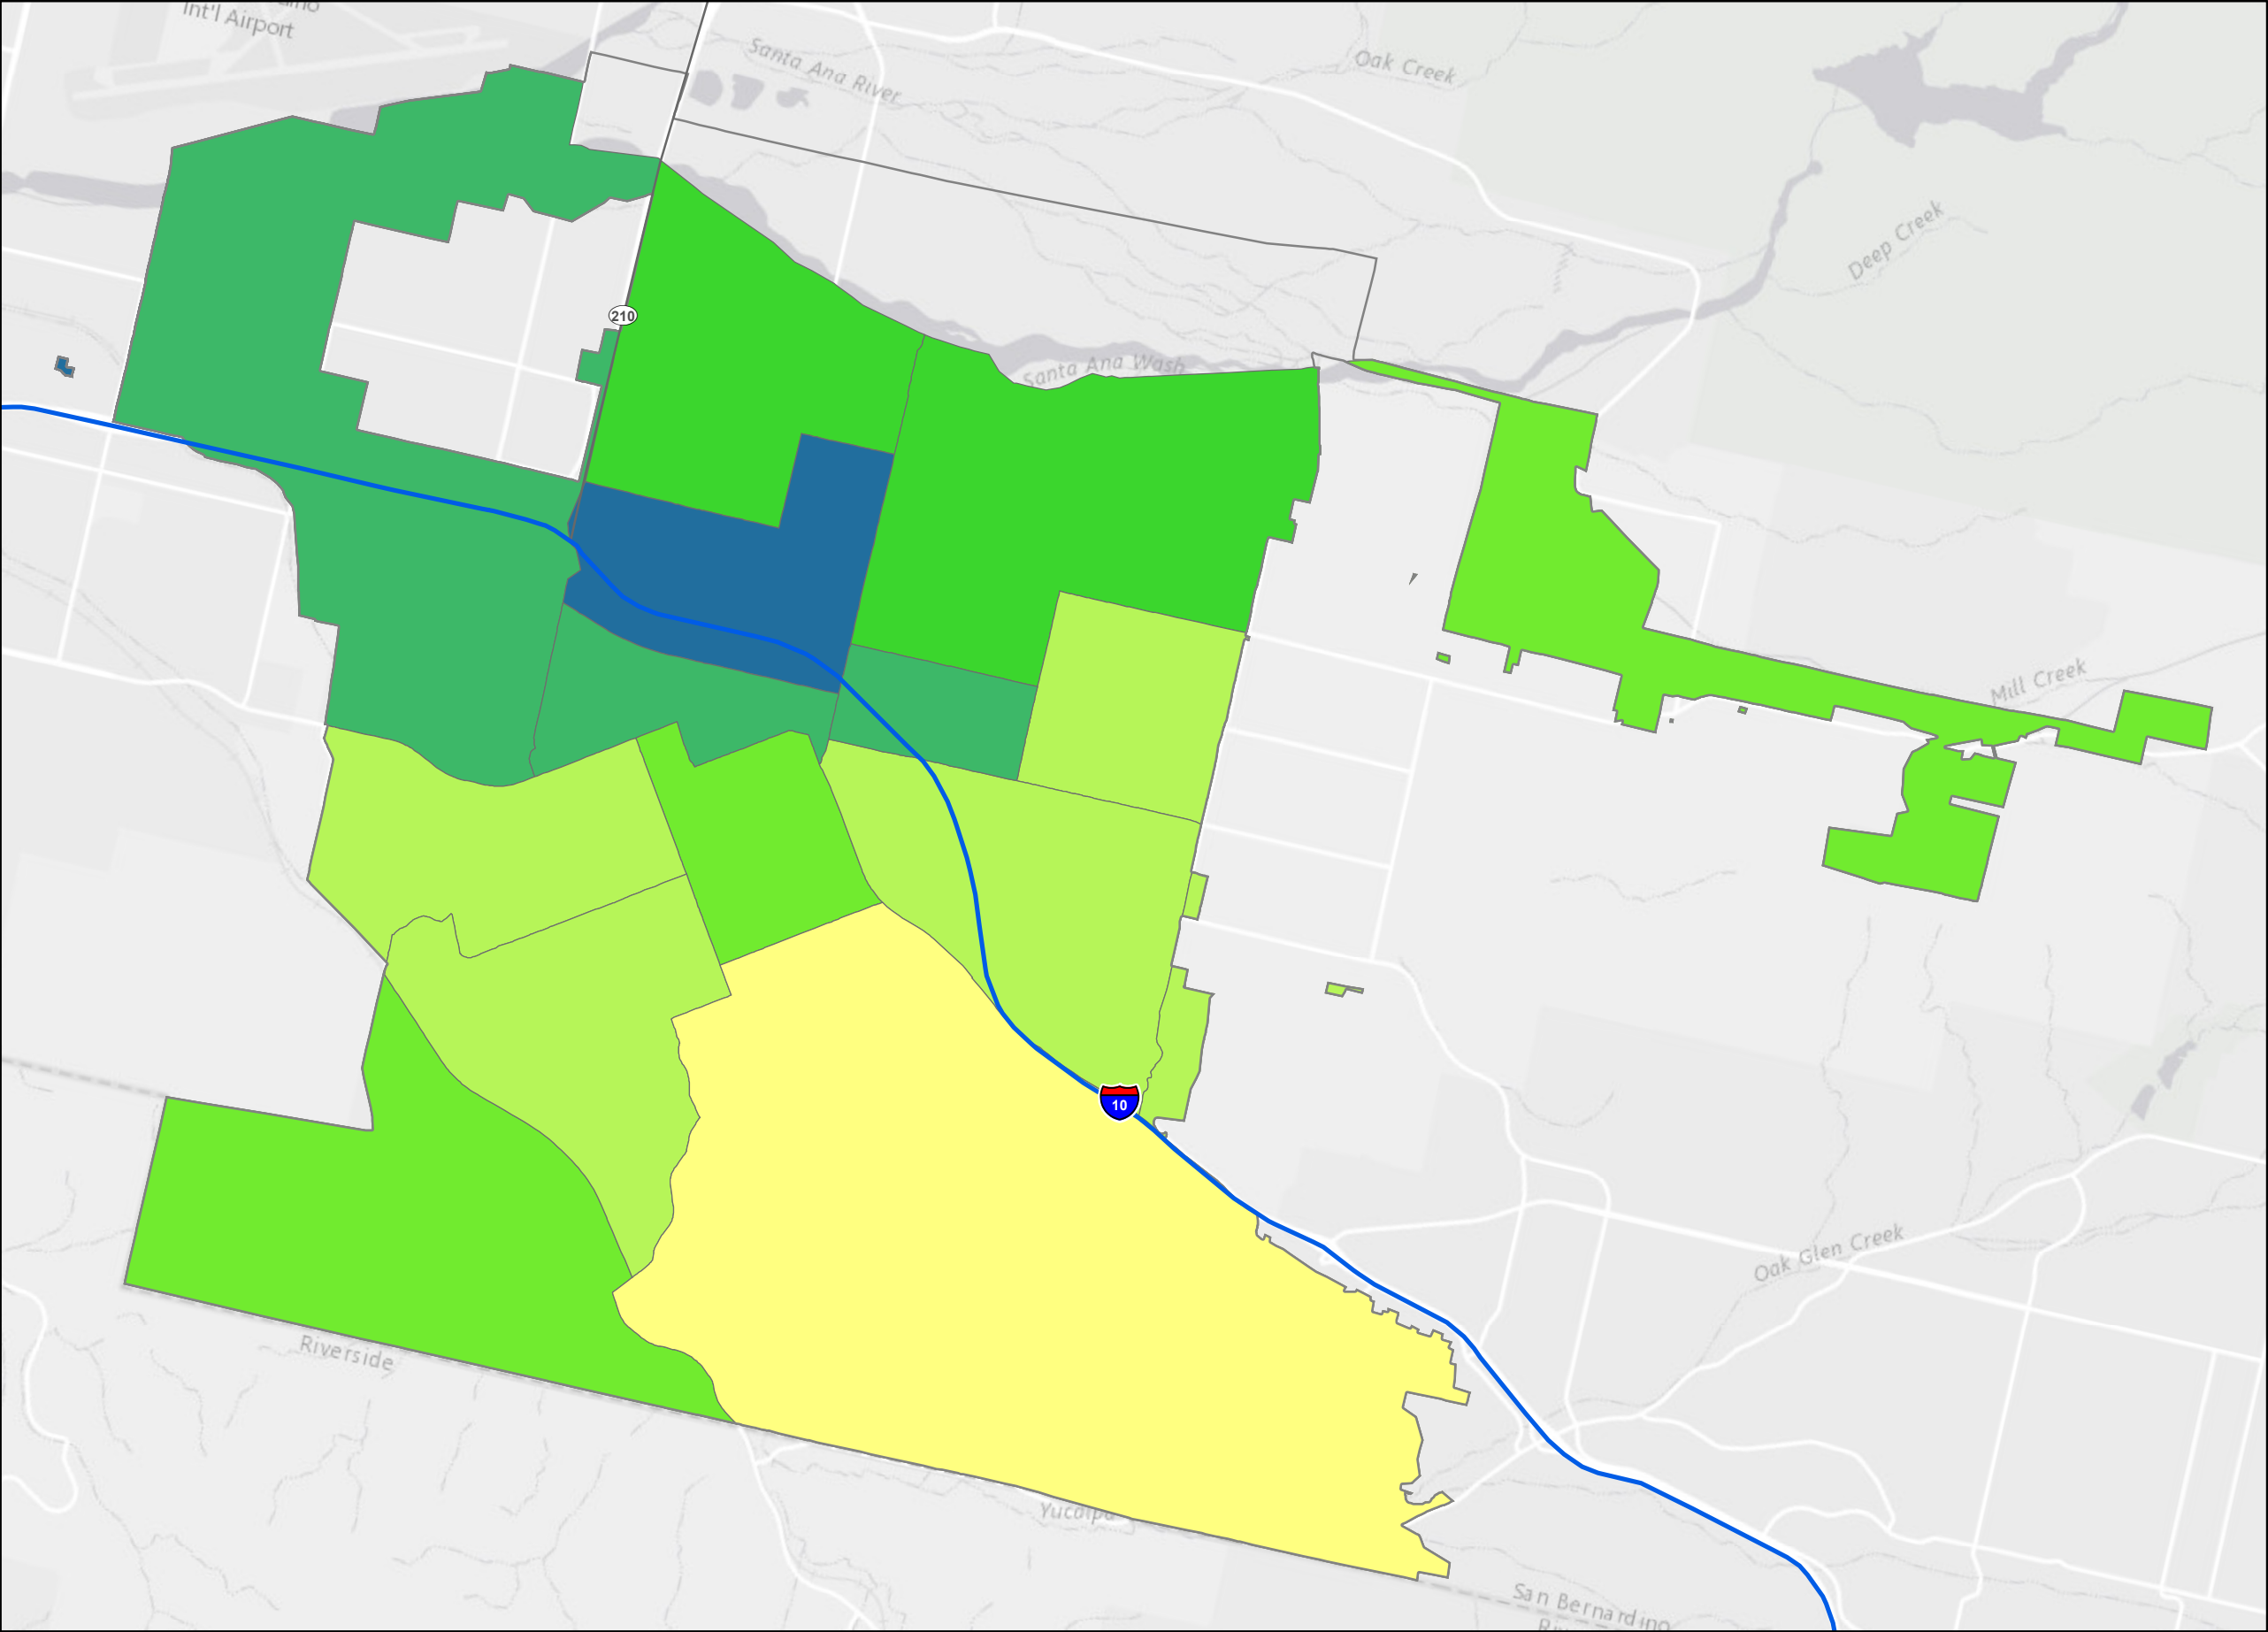 Int'l Airport
Santa Ana River
Oak Creek
Deep Creek
210
Santa Ana Wash
Mill Creek
10
Oak Glen Creek
Riverside
Yucaipa
San Bernardino